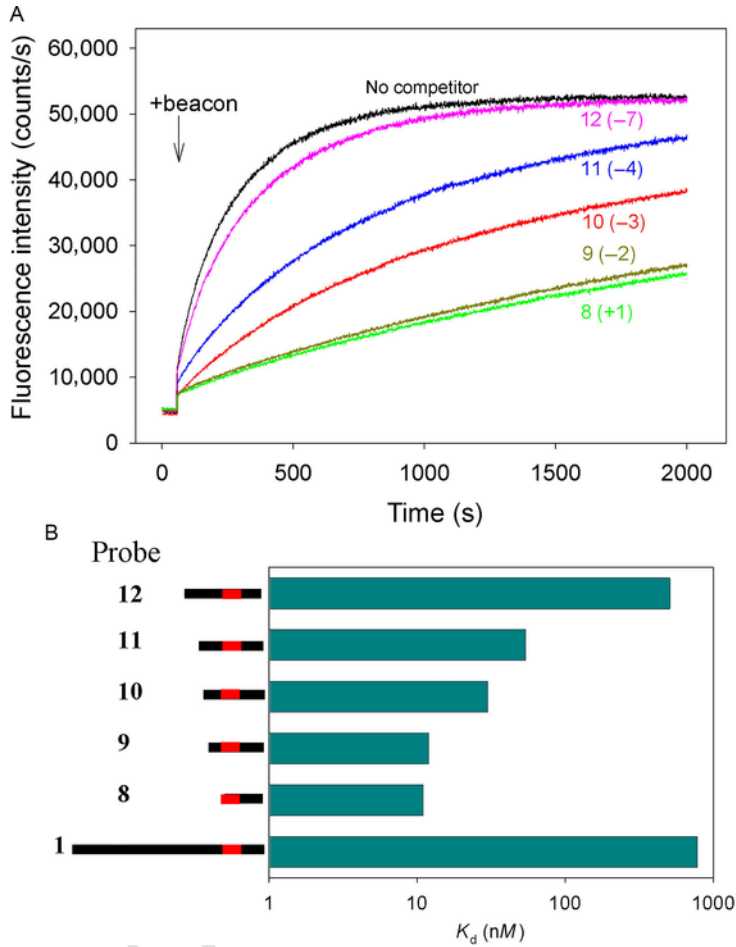 A
Fluorescence intensity (counts/s)
60,000
50,000
40,000
30,000
20,000
10,000
0
+beacon
No competitor
12 (–7)
11 (–4)
10 (–3)
9 (–2)
8 (+1)
0 500 1000 1500 2000
Time (s)
B
Probe
12
11
10
9
8
1
1 10 100 1000
Kd (nM)